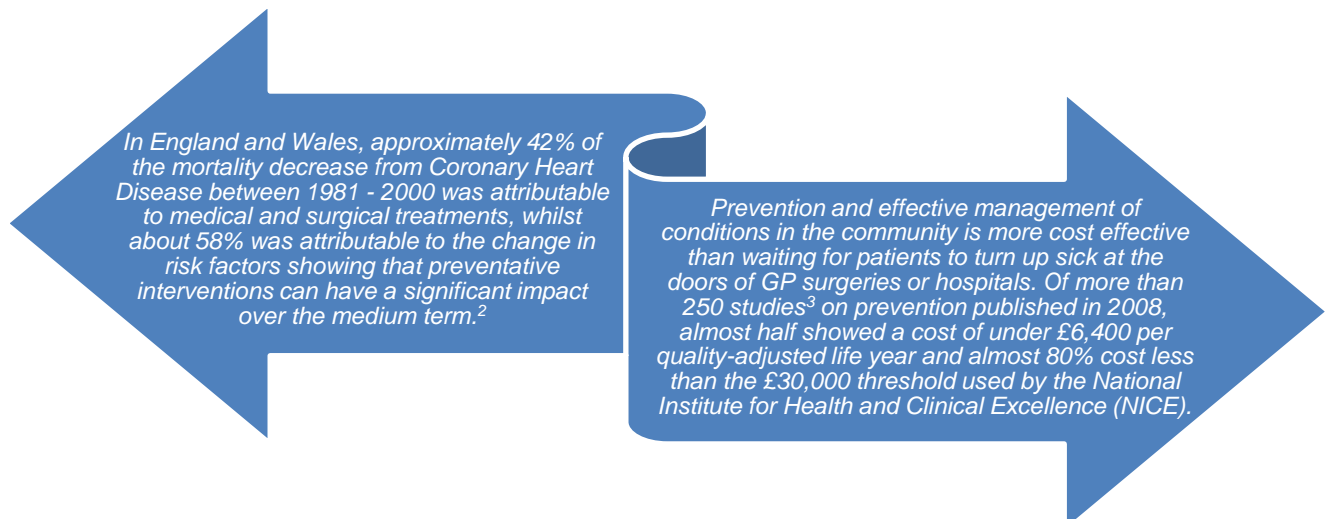 In England and Wales, approximately 42% of
the mortality decrease from Coronary Heart
Disease between 1981 - 2000 was attributable
to medical and surgical treatments, whilst
about 58% was attributable to the change in
risk factors showing that preventative
interventions can have a significant impact
over the medium term.²
Prevention and effective management of
conditions in the community is more cost effective
than waiting for patients to turn up sick at the
doors of GP surgeries or hospitals. Of more than
250 studies³ on prevention published in 2008,
almost half showed a cost of under £6,400 per
quality-adjusted life year and almost 80% cost less
than the £30,000 threshold used by the National
Institute for Health and Clinical Excellence (NICE).